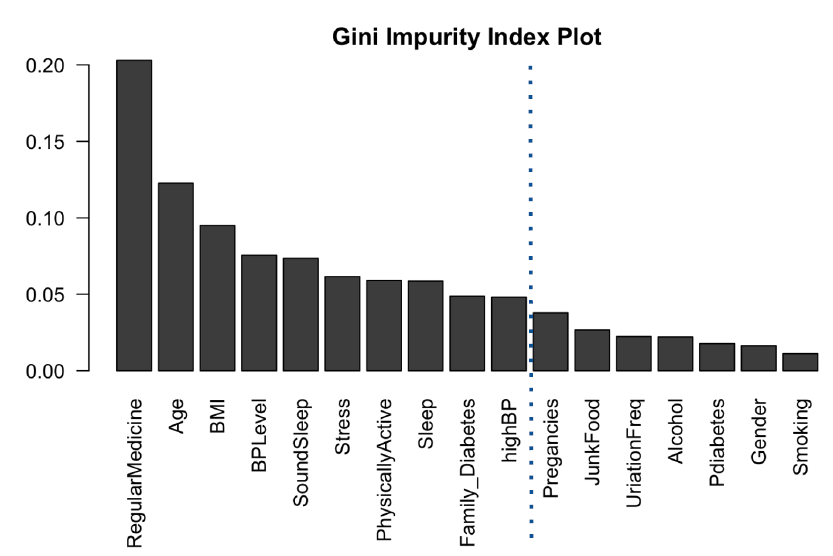 Gini Impurity Index Plot
0.20
0.15
0.10
0.05
0.00
RegularMedicine
Age
BMI
BPLevel
SoundSleep
Stress
PhysicallyActive
Sleep
Family_Diabetes
highBP
Pregancies
JunkFood
UriationFreq
Alcohol
Pdiabetes
Gender
Smoking